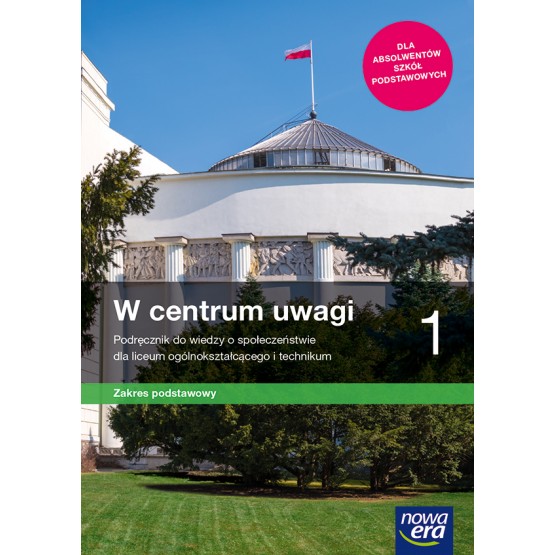 DLA
ABSOLWENTÓW
SZKÓŁ
PODSTAWOWYCH
W centrum uwagi
1
Podręcznik do wiedzy o społeczeństwie
dla liceum ogólnokształcącego i technikum
Zakres podstawowy
nowa
era